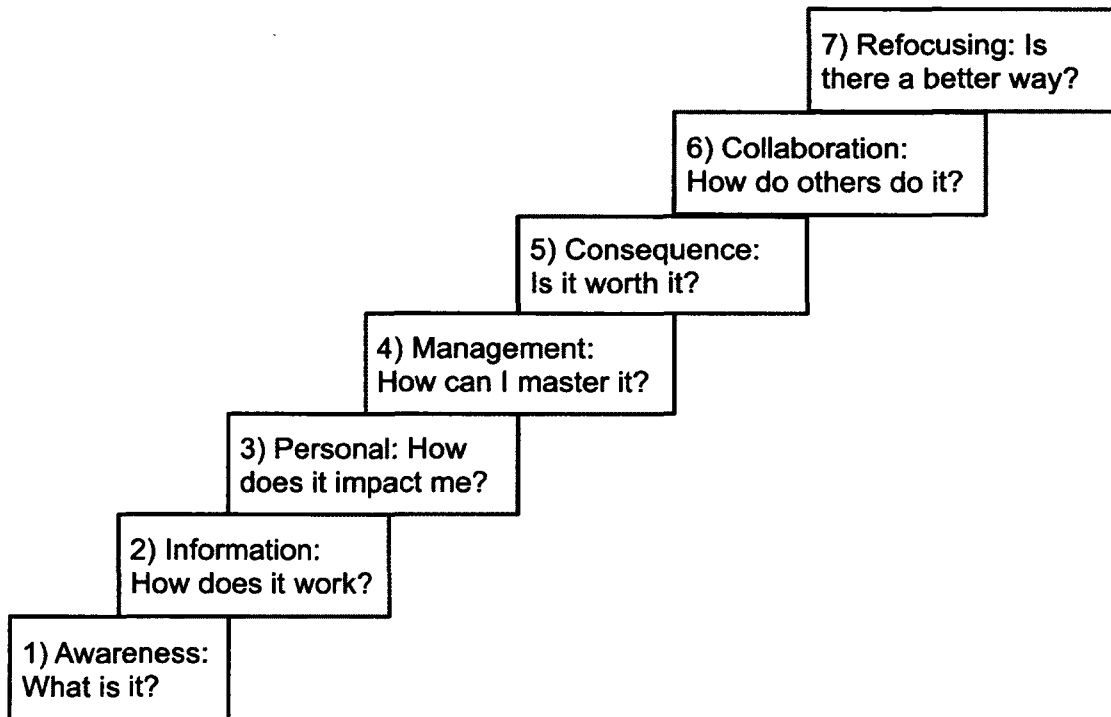 7) Refocusing: Is
there a better way?
6) Collaboration:
How do others do it?
5) Consequence:
Is it worth it?
4) Management:
How can I master it?
3) Personal: How
does it impact me?
2) Information:
How does it work?
1) Awareness:
What is it?